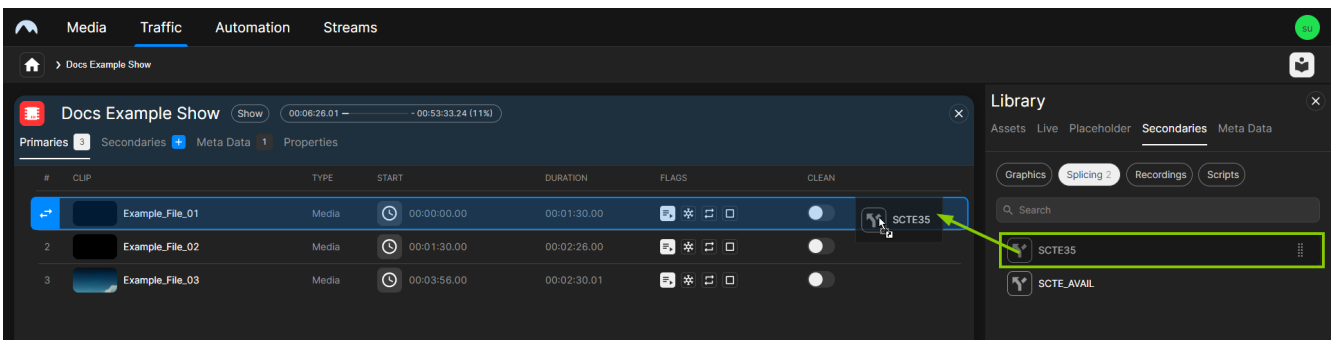 Media Traffic Automation Streams
su
Docs Example Show
Docs Example Show Show 00:06:26.01 - 00:53:33.24 (11%)
Primaries 3 Secondaries + Meta Data 1 Properties
# CLIP TYPE START DURATION FLAGS CLEAN
Example_File_01 Media 00:00:00.00 00:01:30.00
SCTE35
2 Example_File_02 Media 00:01:30.00 00:02:26.00
3 Example_File_03 Media 00:03:56.00 00:02:30.01
Library
Assets Live Placeholder Secondaries Meta Data
Graphics Splicing 2 Recordings Scripts
Search
SCTE35
SCTE_AVAIL